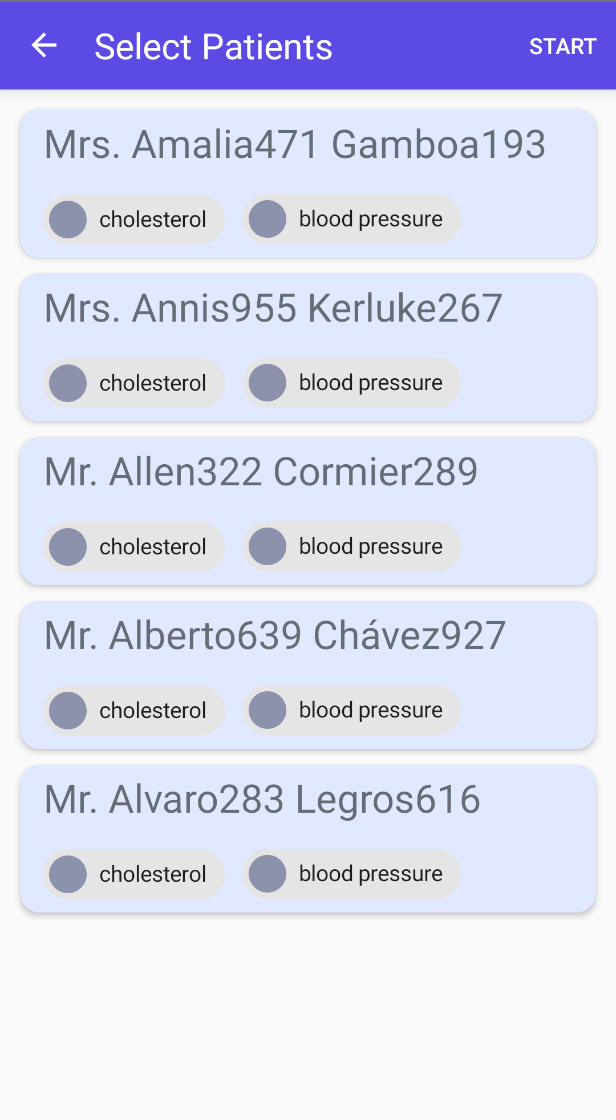 Select Patients START
Mrs. Amalia471 Gamboa193
cholesterol blood pressure
Mrs. Annis955 Kerluke267
cholesterol blood pressure
Mr. Allen322 Cormier289
cholesterol blood pressure
Mr. Alberto639 Chávez927
cholesterol blood pressure
Mr. Alvaro283 Legros616
cholesterol blood pressure